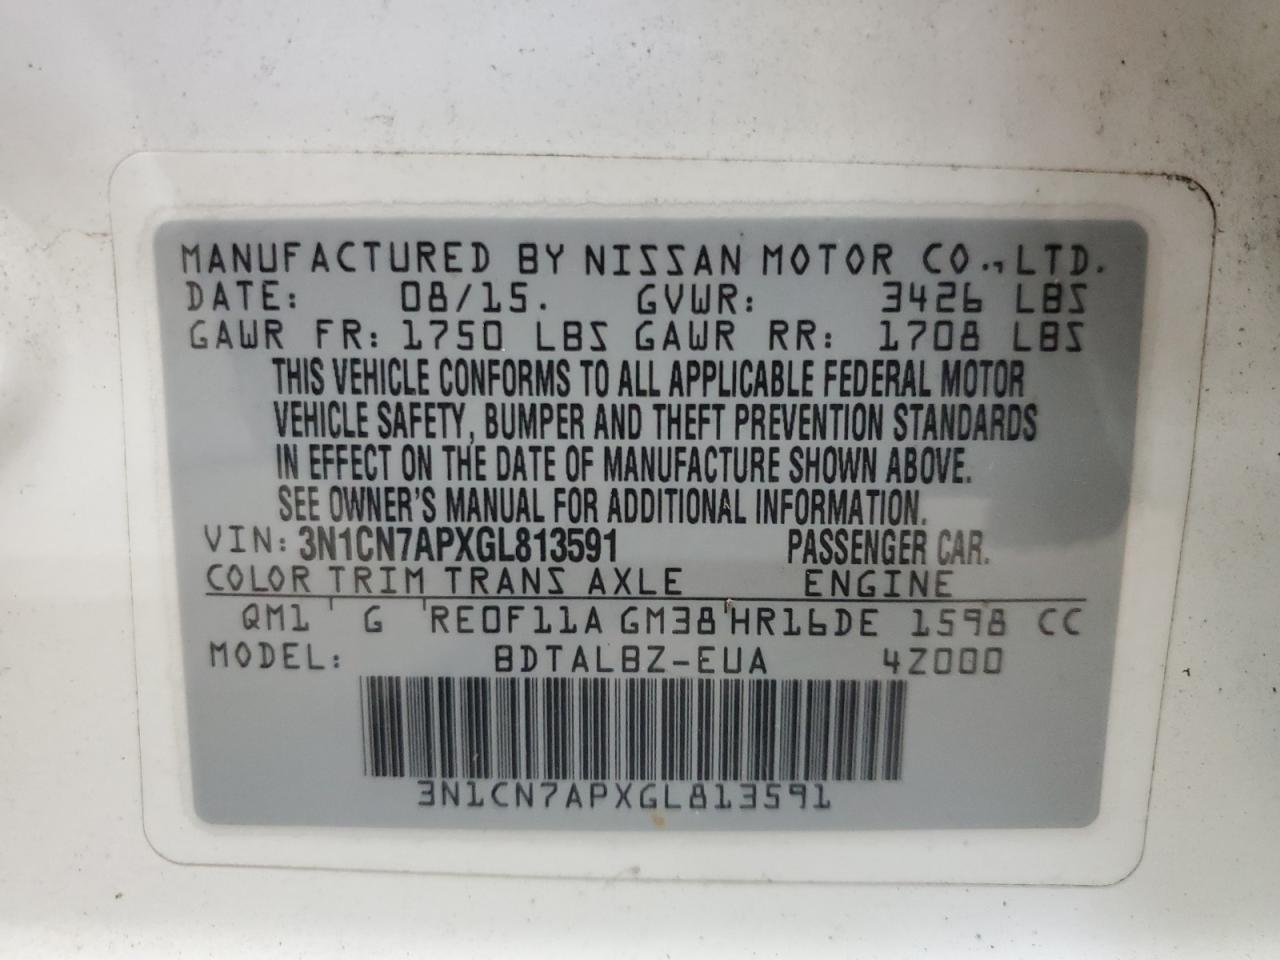 MANUFACTURED BY NISSAN MOTOR CO., LTD.
DATE: 08/15. GVWR: 3426 LBS
GAWR FR: 1750 LBS GAWR RR: 1708 LBS
THIS VEHICLE CONFORMS TO ALL APPLICABLE FEDERAL MOTOR
VEHICLE SAFETY, BUMPER AND THEFT PREVENTION STANDARDS
IN EFFECT ON THE DATE OF MANUFACTURE SHOWN ABOVE.
SEE OWNER'S MANUAL FOR ADDITIONAL INFORMATION.
VIN: 3N1CN7APXGL813591 PASSENGER CAR.
COLOR TRIM TRANS AXLE ENGINE
QM1 G RE0F11A GM38 HR16DE 1598 CC
MODEL: BDTALBZ-EUA 4Z000
3N1CN7APXGL813591